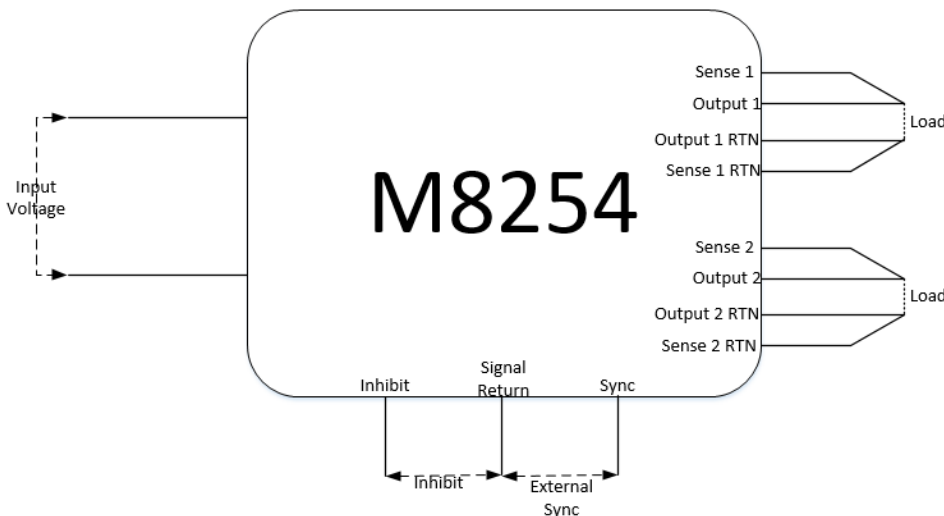 Sense 1
Output 1
Load
Output 1 RTN
Sense 1 RTN
Input
Voltage
M8254
Sense 2
Output 2
Load
Output 2 RTN
Sense 2 RTN
Inhibit
Signal
Return
Sync
Inhibit
External
Sync